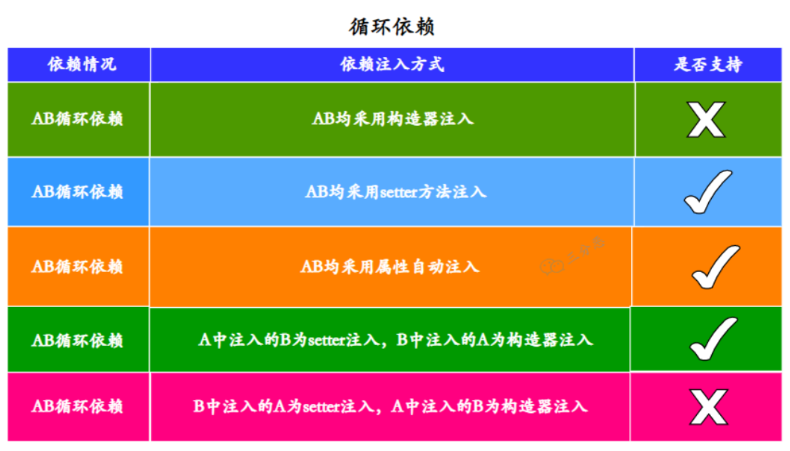 循环依赖
依赖情况 依赖注入方式 是否支持
AB循环依赖 AB均采用构造器注入
AB循环依赖 AB均采用setter方法注入
AB循环依赖 AB均采用属性自动注入
AB循环依赖 A中注入的B为setter注入，B中注入的A为构造器注入
AB循环依赖 B中注入的A为setter注入，A中注入的B为构造器注入